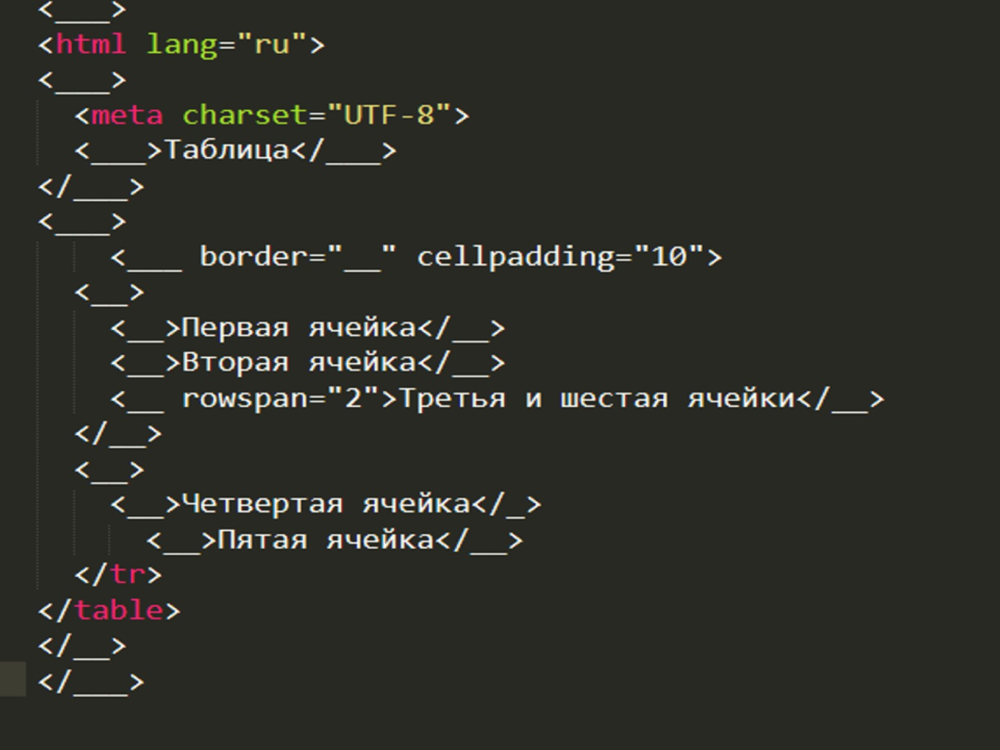 <___>
<html lang="ru">
<___>
<meta charset="UTF-8">
<___>Таблица</___>
</___>
<___>
<___ border="__" cellpadding="10">
<__>
<__>Первая ячейка</__>
<__>Вторая ячейка</__>
<__ rowspan="2">Третья и шестая ячейки</__>
</__>
<__>
<__>Четвертая ячейка</_>
<__>Пятая ячейка</__>
</tr>
</table>
</__>
</___>